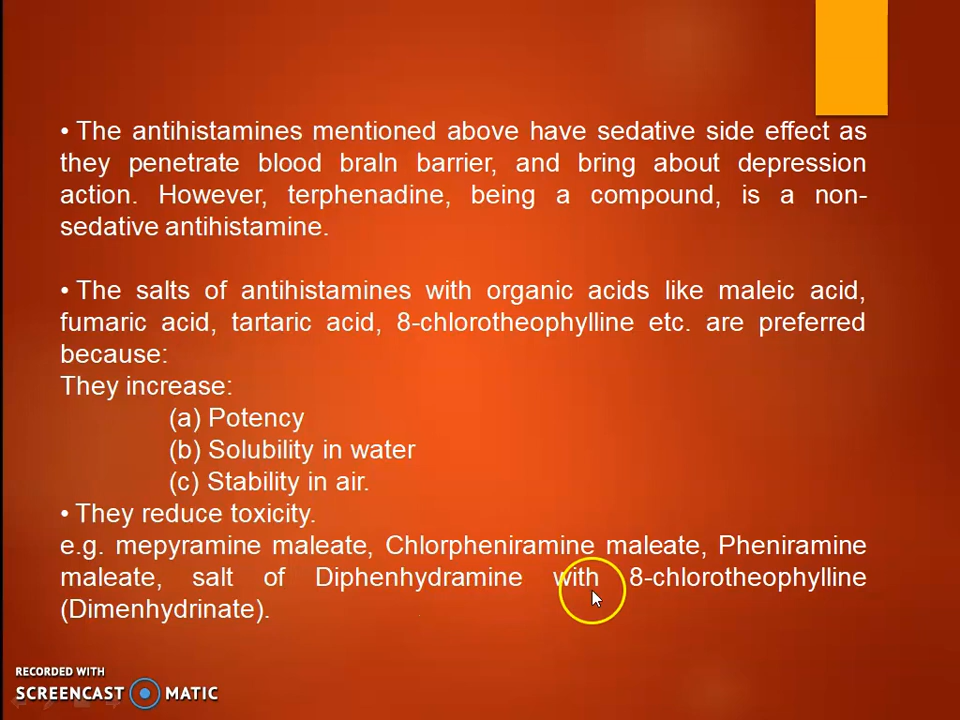 • The antihistamines mentioned above have sedative side effect as
they penetrate blood braIn barrier, and bring about depression
action. However, terphenadine, being a compound, is a non-
sedative antihistamine.
• The salts of antihistamines with organic acids like maleic acid,
fumaric acid, tartaric acid, 8-chlorotheophylline etc. are preferred
because:
They increase:
(a) Potency
(b) Solubility in water
(c) Stability in air.
• They reduce toxicity.
e.g. mepyramine maleate, Chlorpheniramine maleate, Pheniramine
maleate, salt of Diphenhydramine with 8-chlorotheophylline
(Dimenhydrinate).
RECORDED WITH
SCREENCAST MATIC